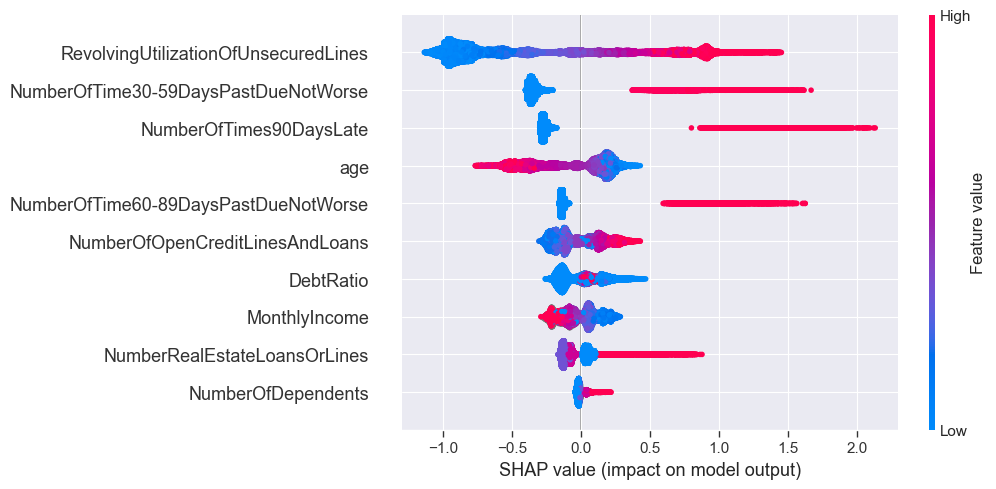 High
RevolvingUtilizationOfUnsecuredLines
NumberOfTime30-59DaysPastDueNotWorse
NumberOfTimes90DaysLate
age
NumberOfTime60-89DaysPastDueNotWorse
NumberOfOpenCreditLinesAndLoans
DebtRatio
MonthlyIncome
NumberRealEstateLoansOrLines
NumberOfDependents
Feature value
Low
−1.0 −0.5 0.0 0.5 1.0 1.5 2.0
SHAP value (impact on model output)